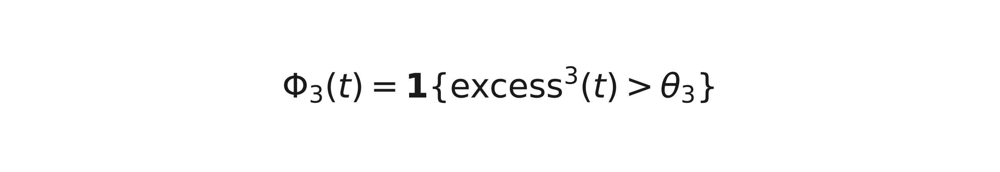 Φ₃(t) = 𝟏{excess³(t) > θ₃}